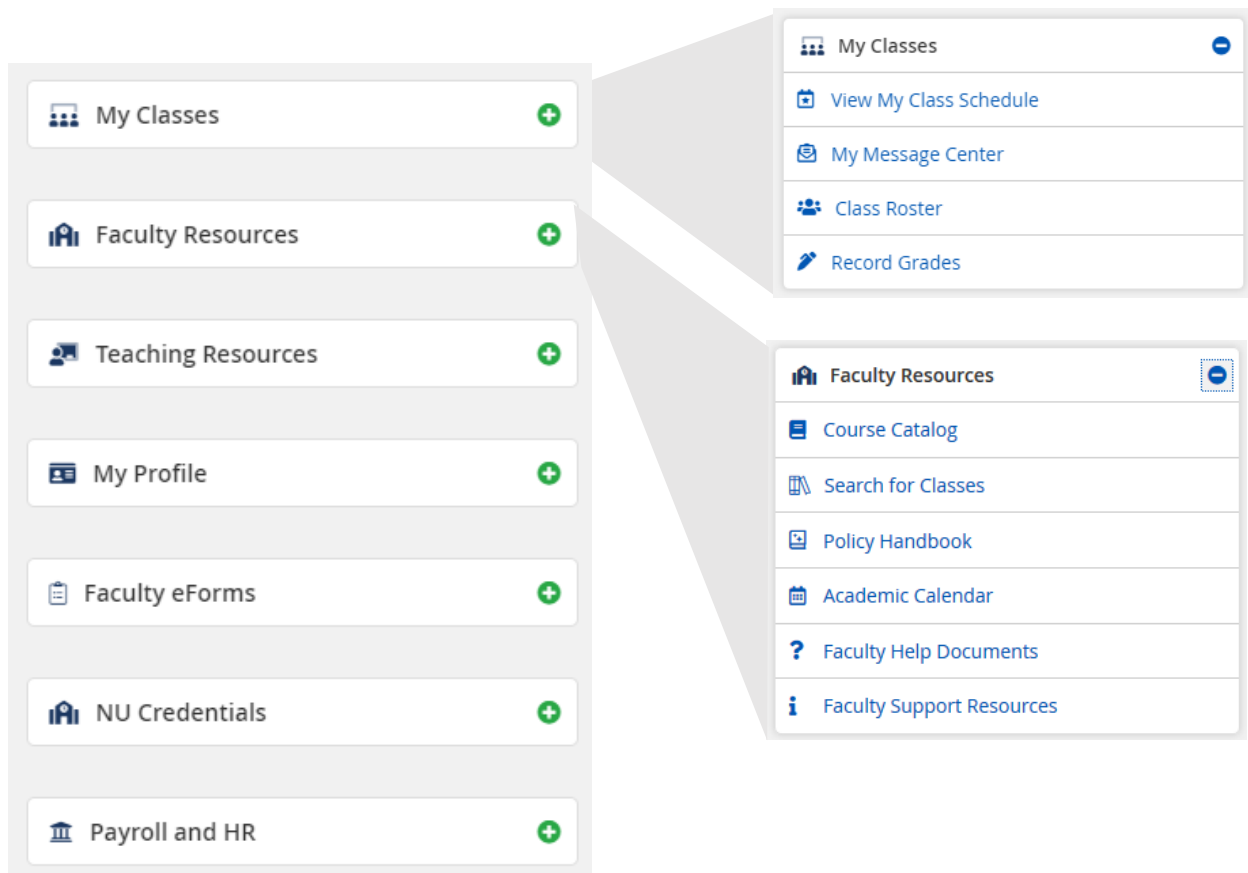 My Classes
Faculty Resources
Teaching Resources
My Profile
Faculty eForms
NU Credentials
Payroll and HR
My Classes
View My Class Schedule
My Message Center
Class Roster
Record Grades
Faculty Resources
Course Catalog
Search for Classes
Policy Handbook
Academic Calendar
Faculty Help Documents
Faculty Support Resources